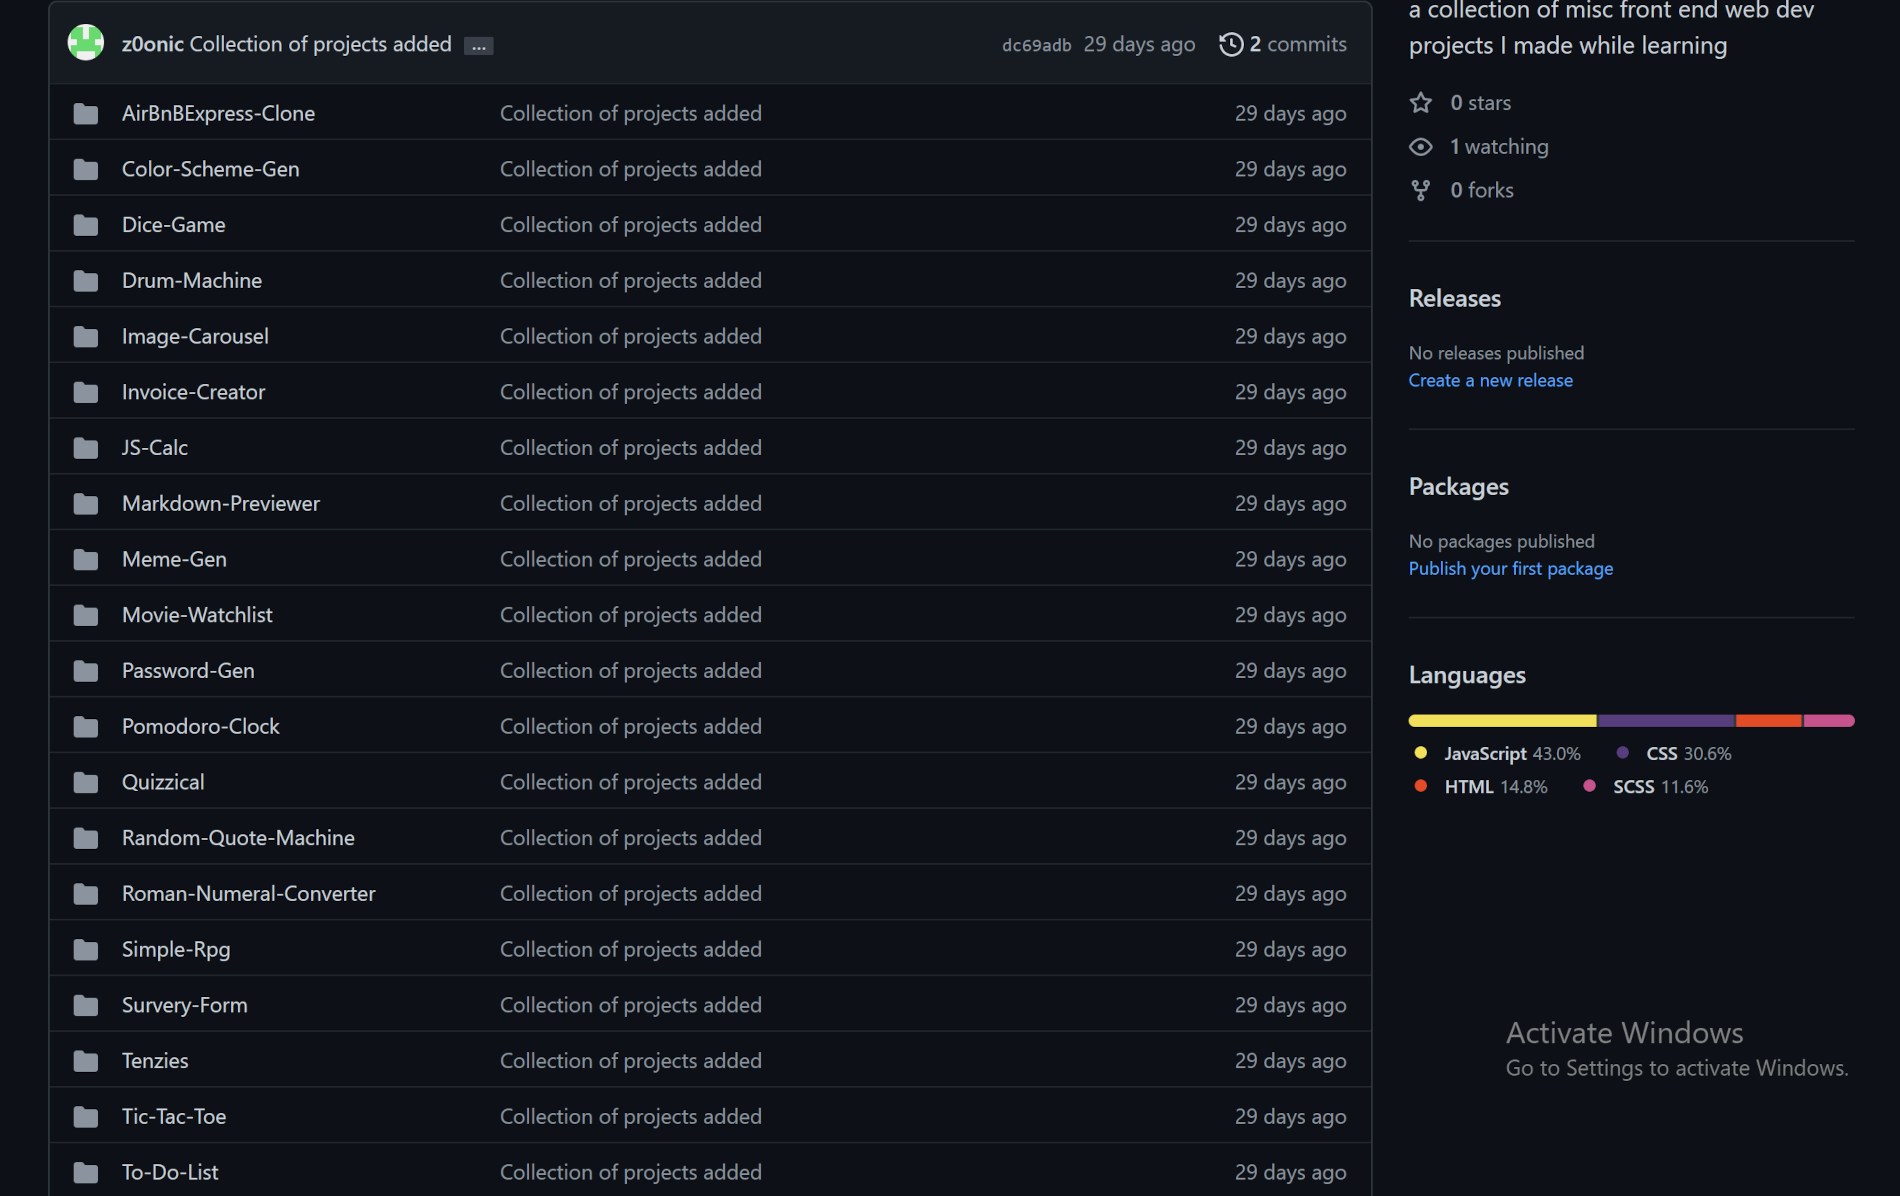 z0onic Collection of projects added ... dc69adb 29 days ago 2 commits
AirBnBExpress-Clone Collection of projects added 29 days ago
Color-Scheme-Gen Collection of projects added 29 days ago
Dice-Game Collection of projects added 29 days ago
Drum-Machine Collection of projects added 29 days ago
Image-Carousel Collection of projects added 29 days ago
Invoice-Creator Collection of projects added 29 days ago
JS-Calc Collection of projects added 29 days ago
Markdown-Previewer Collection of projects added 29 days ago
Meme-Gen Collection of projects added 29 days ago
Movie-Watchlist Collection of projects added 29 days ago
Password-Gen Collection of projects added 29 days ago
Pomodoro-Clock Collection of projects added 29 days ago
Quizzical Collection of projects added 29 days ago
Random-Quote-Machine Collection of projects added 29 days ago
Roman-Numeral-Converter Collection of projects added 29 days ago
Simple-Rpg Collection of projects added 29 days ago
Survery-Form Collection of projects added 29 days ago
Tenzies Collection of projects added 29 days ago
Tic-Tac-Toe Collection of projects added 29 days ago
To-Do-List Collection of projects added 29 days ago
a collection of misc front end web dev
projects I made while learning
0 stars
1 watching
0 forks
Releases
No releases published
Create a new release
Packages
No packages published
Publish your first package
Languages
JavaScript 43.0% CSS 30.6%
HTML 14.8% SCSS 11.6%
Activate Windows
Go to Settings to activate Windows.